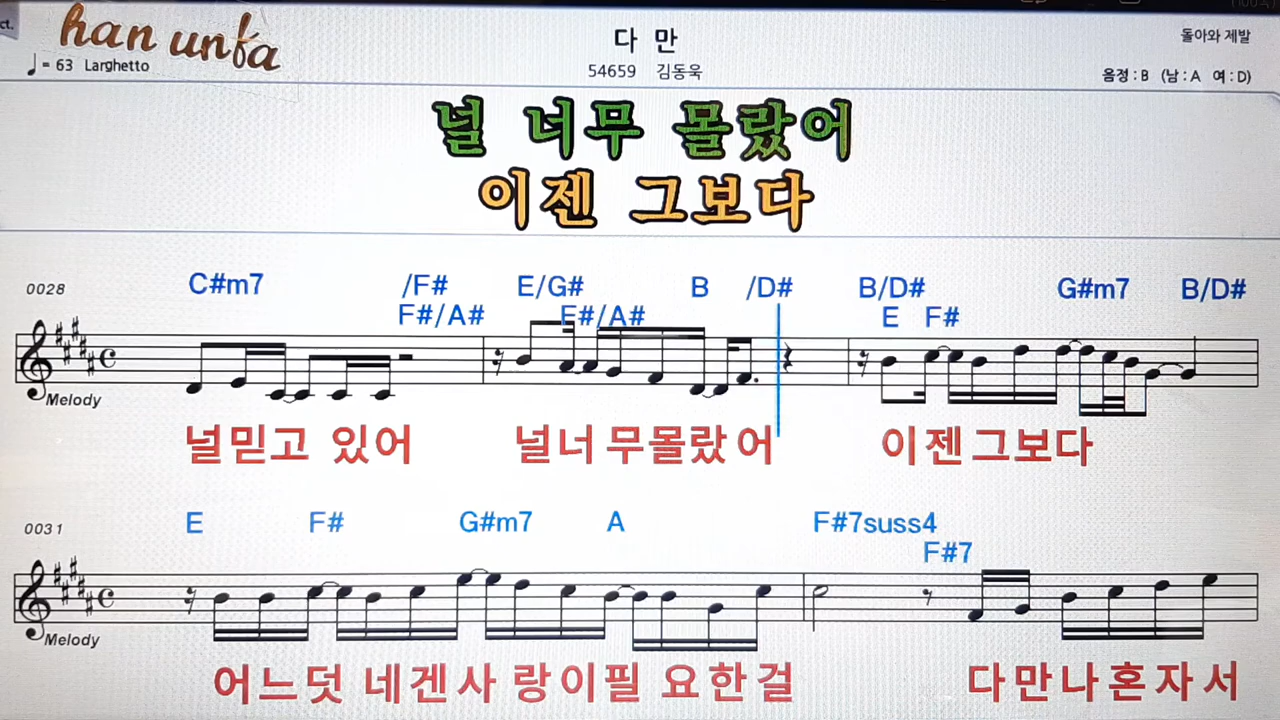 ct.
han unfa
다 만
돌아와 제발
♩= 63 Larghetto
54659 김동욱
음정 : B (남 : A 여 : D)
널 너무 몰랐어
이젠 그보다
0028
C#m7 /F# E/G# B /D# B/D# G#m7 B/D#
F#/A# F#/A# E F#
Melody
널믿고 있어 널너무몰랐어 이젠그보다
0031
E F# G#m7 A F#7suss4
F#7
Melody
어느덧 네겐사랑이필요한걸 다만나혼자서